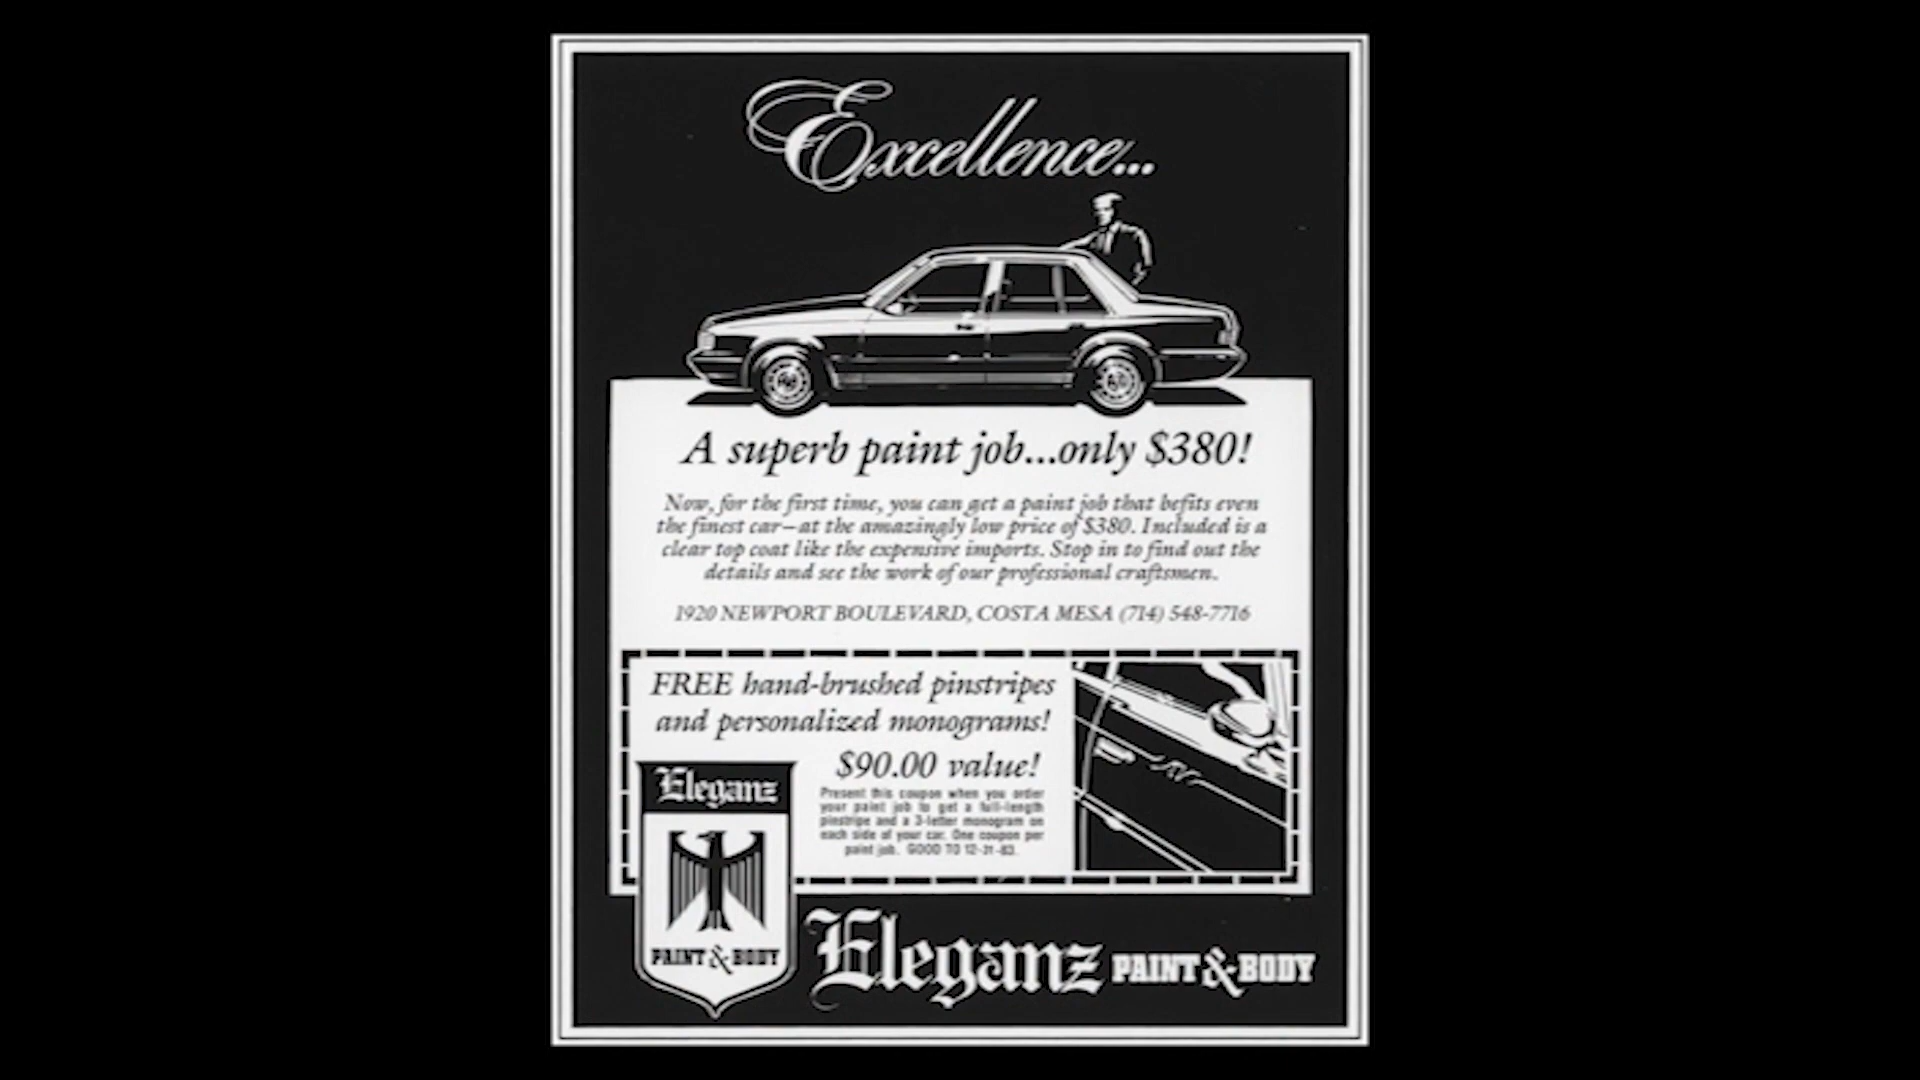 Excellence...
A superb paint job...only $380!
Now, for the first time, you can get a paint job that befits even
the finest car—at the amazingly low price of $380. Included is a
clear top coat like the expensive imports. Stop in to find out the
details and see the work of our professional craftsmen.
1920 NEWPORT BOULEVARD, COSTA MESA (714) 548-7716
FREE hand-brushed pinstripes
and personalized monograms!
$90.00 value!
Present this coupon when you order
your paint job to get a full-length
pinstripe and a 3-letter monogram on
each side of your car. One coupon per
paint job. GOOD TO 12-31-83.
Eleganz
PAINT & BODY
Eleganz PAINT & BODY